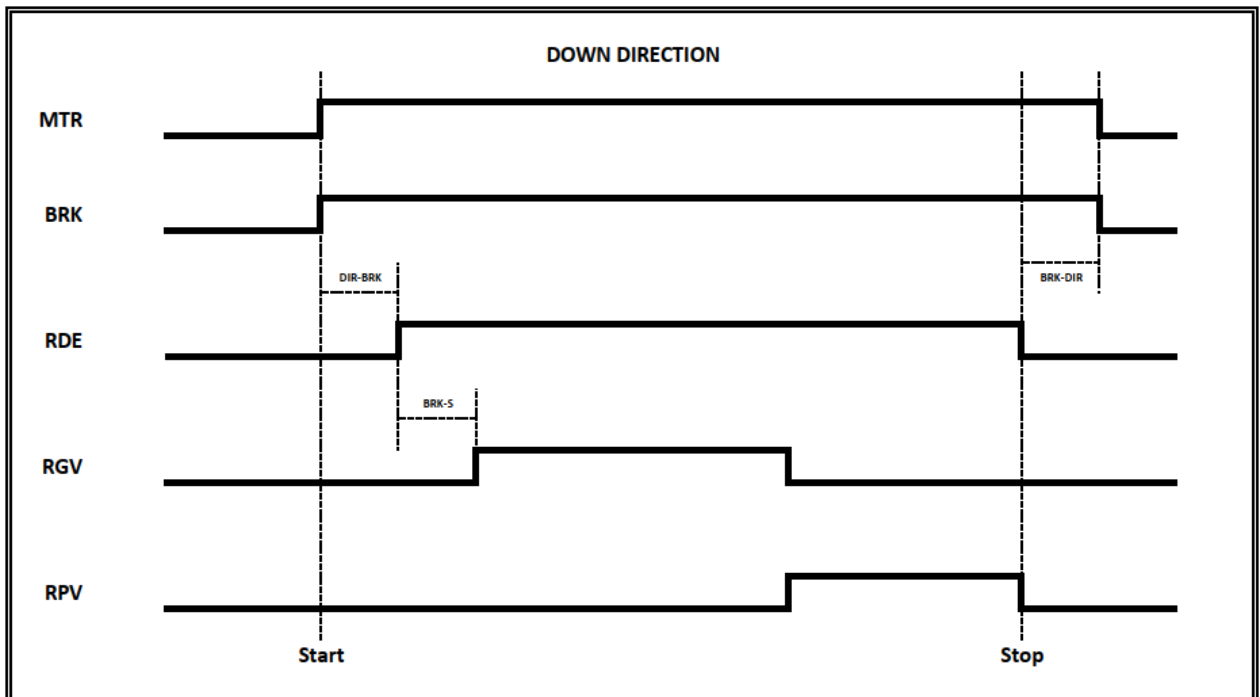 DOWN DIRECTION
MTR
BRK
DIR-BRK
BRK-DIR
RDE
BRK-S
RGV
RPV
Start
Stop